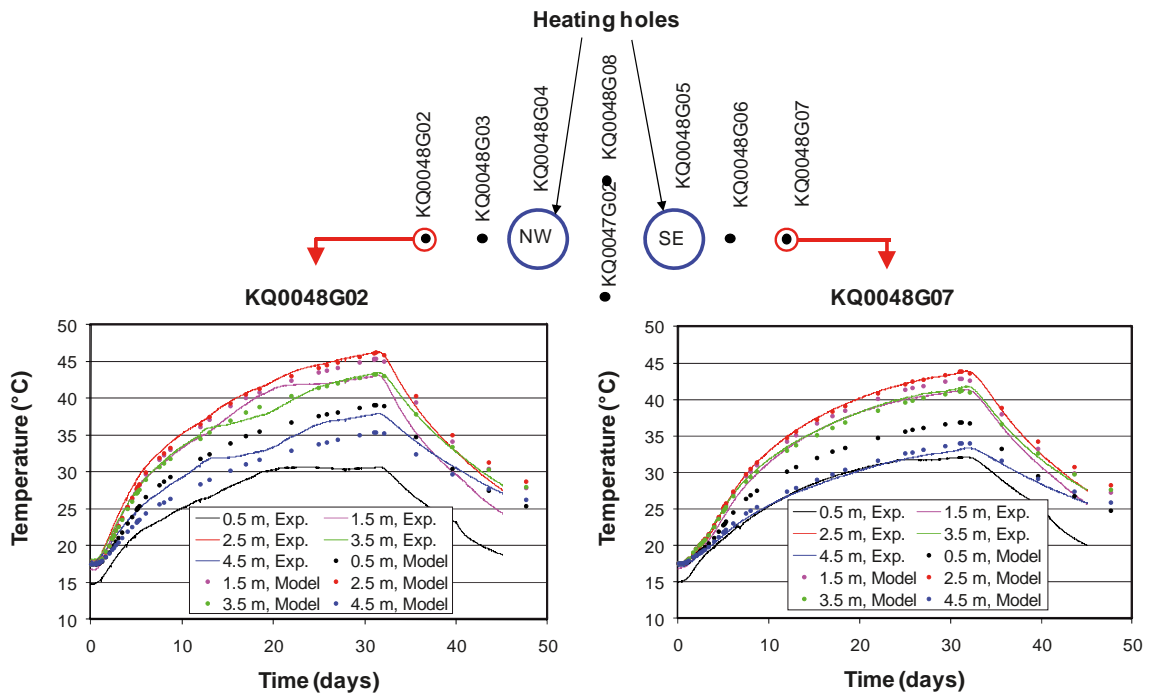 Heating holes
KQ0048G02
KQ0048G03
KQ0048G04
KQ0047G02
KQ0048G08
KQ0048G05
KQ0048G06
KQ0048G07
NW
SE
KQ0048G02
Temperature (°C)
50
45
40
35
30
25
20
15
10
0.5 m, Exp.
1.5 m, Exp.
2.5 m, Exp.
3.5 m, Exp.
4.5 m, Exp.
0.5 m, Model
1.5 m, Model
2.5 m, Model
3.5 m, Model
4.5 m, Model
0
10
20
30
40
50
Time (days)
KQ0048G07
Temperature (°C)
50
45
40
35
30
25
20
15
10
0.5 m, Exp.
1.5 m, Exp.
2.5 m, Exp.
3.5 m, Exp.
4.5 m, Exp.
0.5 m, Model
1.5 m, Model
2.5 m, Model
3.5 m, Model
4.5 m, Model
0
10
20
30
40
50
Time (days)